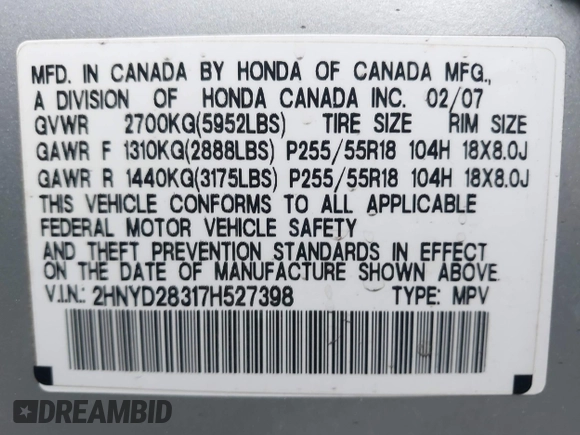 MFD. IN CANADA BY HONDA OF CANADA MFG.,
A DIVISION OF HONDA CANADA INC. 02/07
GVWR 2700KG(5952LBS) TIRE SIZE RIM SIZE
GAWR F 1310KG(2888LBS) P255/55R18 104H 18X8.0J
GAWR R 1440KG(3175LBS) P255/55R18 104H 18X8.0J
THIS VEHICLE CONFORMS TO ALL APPLICABLE
FEDERAL MOTOR VEHICLE SAFETY
AND THEFT PREVENTION STANDARDS IN EFFECT
ON THE DATE OF MANUFACTURE SHOWN ABOVE.
V.I.N.: 2HNYD28317H527398 TYPE: MPV
DREAMBID